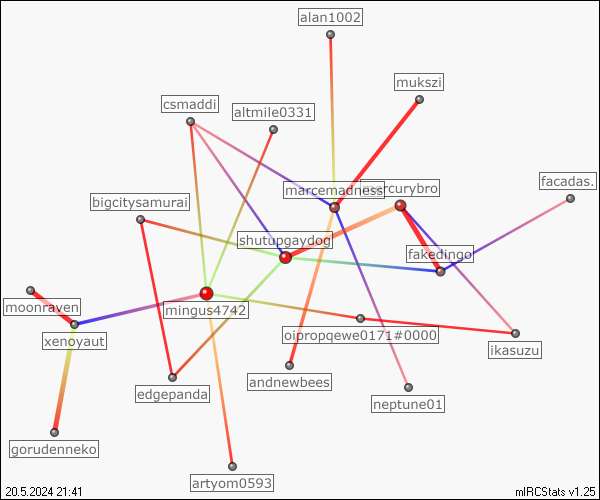 alan1002
mukszi
csmaddi
altmile0331
marcemadness
mercurybro
facadas.
bigcitysamurai
shutupgaydog
fakedingo
moonraven
mingus4742
xenoyaut
oipropqewe0171#0000
ikasuzu
andnewbees
edgepanda
neptune01
gorudenneko
artyom0593
20.5.2024 21:41
mIRCStats v1.25